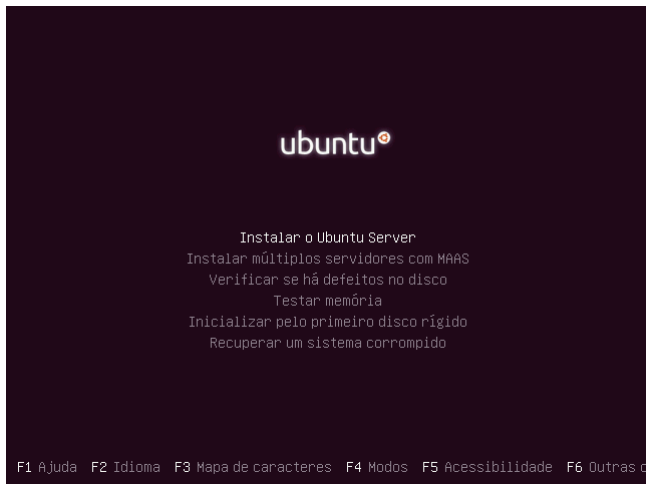 ubuntu
Instalar o Ubuntu Server
Instalar múltiplos servidores com MAAS
Verificar se há defeitos no disco
Testar memória
Inicializar pelo primeiro disco rígido
Recuperar um sistema corrompido
F1 Ajuda F2 Idioma F3 Mapa de caracteres F4 Modos F5 Acessibilidade F6 Outras